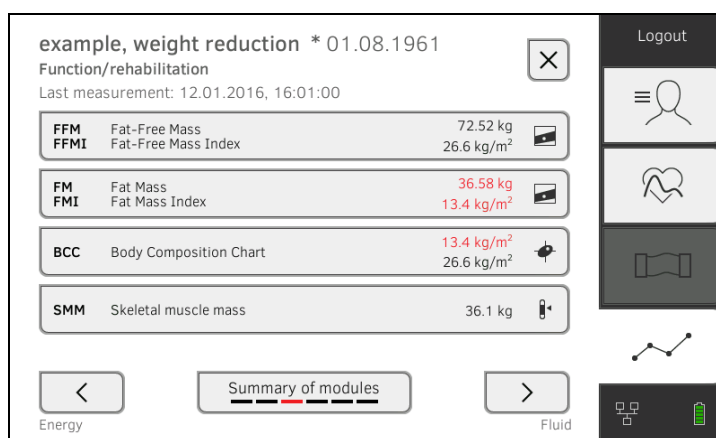 example, weight reduction * 01.08.1961
Function/rehabilitation
Last measurement: 12.01.2016, 16:01:00
FFM Fat-Free Mass 72.52 kg
FFMI Fat-Free Mass Index 26.6 kg/m²
FM Fat Mass 36.58 kg
FMI Fat Mass Index 13.4 kg/m²
BCC Body Composition Chart 13.4 kg/m²
26.6 kg/m²
SMM Skeletal muscle mass 36.1 kg
Summary of modules
Energy
Fluid
Logout